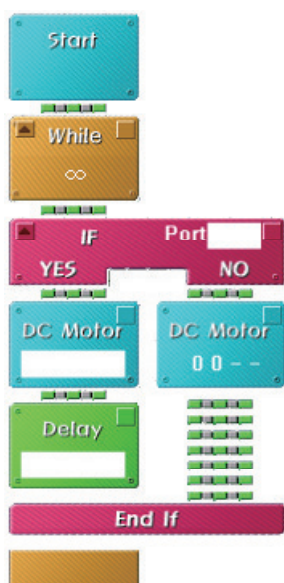 Start
While
∞
IF Port
YES NO
DC Motor DC Motor
0 0 - -
Delay
End If